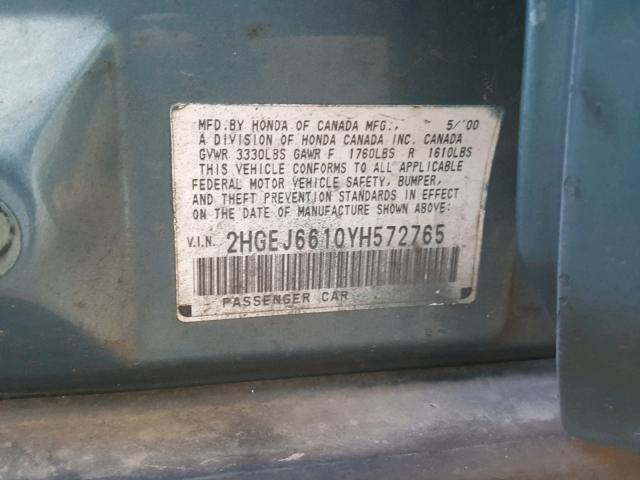 MFD.BY HONDA OF CANADA MFG., 5/'00
A DIVISION OF HONDA CANADA INC. CANADA
GVWR 3330LBS GAWR F 1760LBS R 1610LBS
THIS VEHICLE CONFORMS TO ALL APPLICABLE
FEDERAL MOTOR VEHICLE SAFETY, BUMPER,
AND THEFT PREVENTION STANDARDS IN EFFECT
ON THE DATE OF MANUFACTURE SHOWN ABOVE:
V.I.N. 2HGEJ6610YH572765
PASSENGER CAR